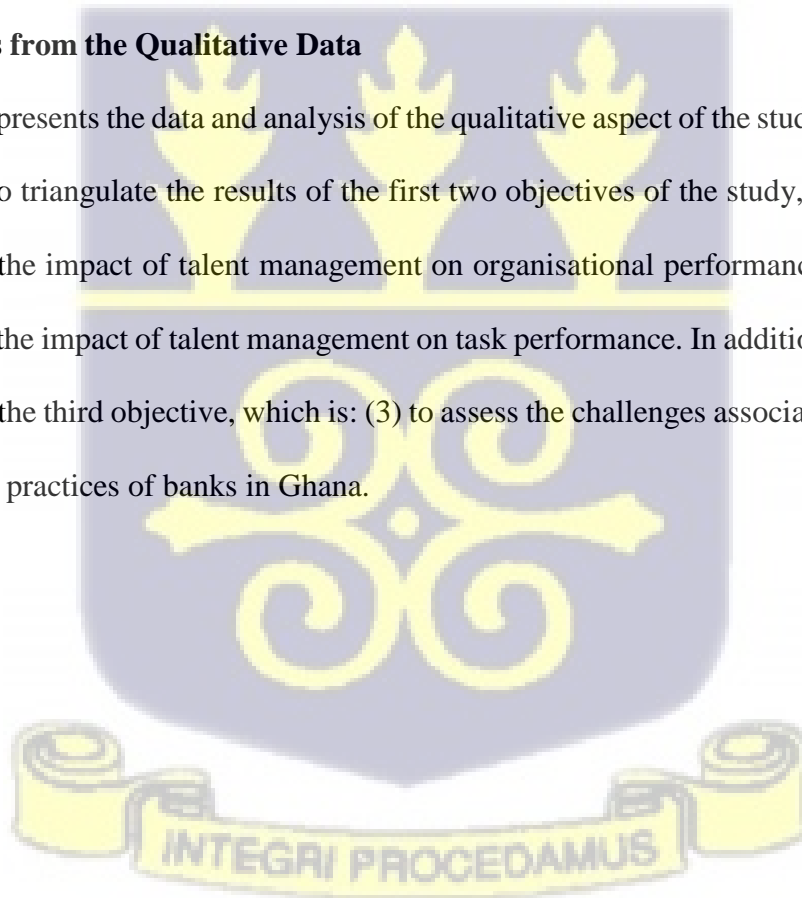 s from the Qualitative Data
presents the data and analysis of the qualitative aspect of the stud
o triangulate the results of the first two objectives of the study,
the impact of talent management on organisational performanc
the impact of talent management on task performance. In additio
the third objective, which is: (3) to assess the challenges associa
practices of banks in Ghana.
INTEGRI PROCEDAMUS